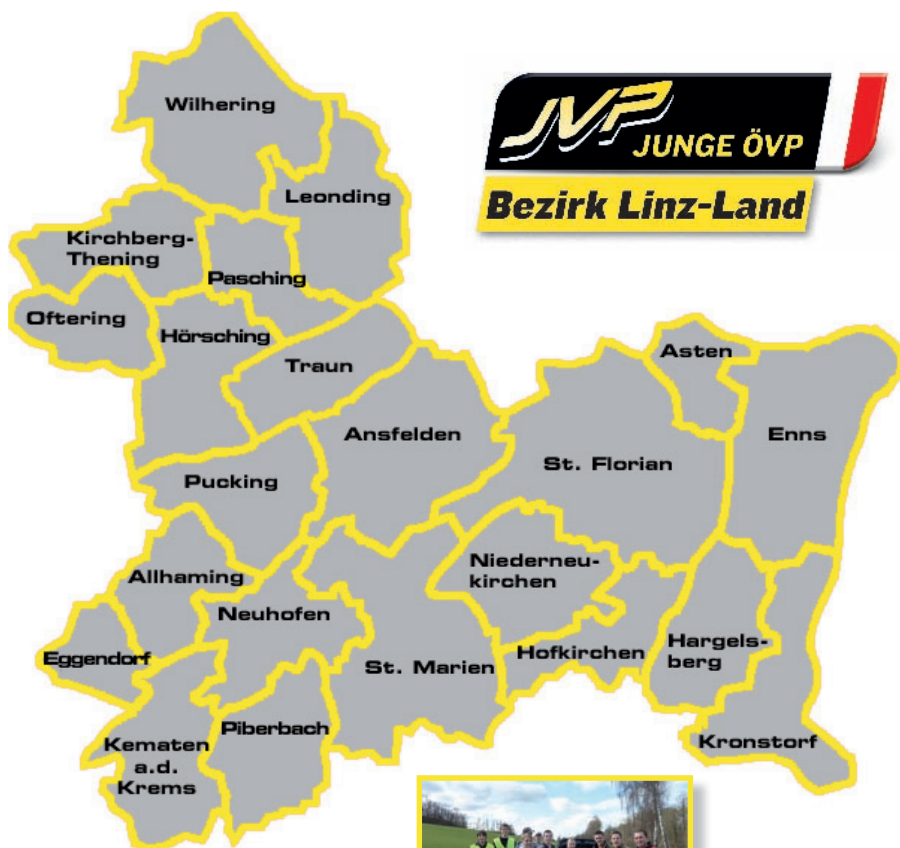 Wilhering
JVP JUNGE ÖVP
Bezirk Linz-Land
Leonding
Kirchberg-
Thening
Pasching
Oftering
Hörsching
Traun
Asten
Ansfelden
Enns
St. Florian
Pucking
Niederneu-
kirchen
Allhaming
Neuhofen
Eggendorf
St. Marien
Hofkirchen
Hargels-
berg
Piberbach
Kronstorf
Kematen
a.d.
Krems